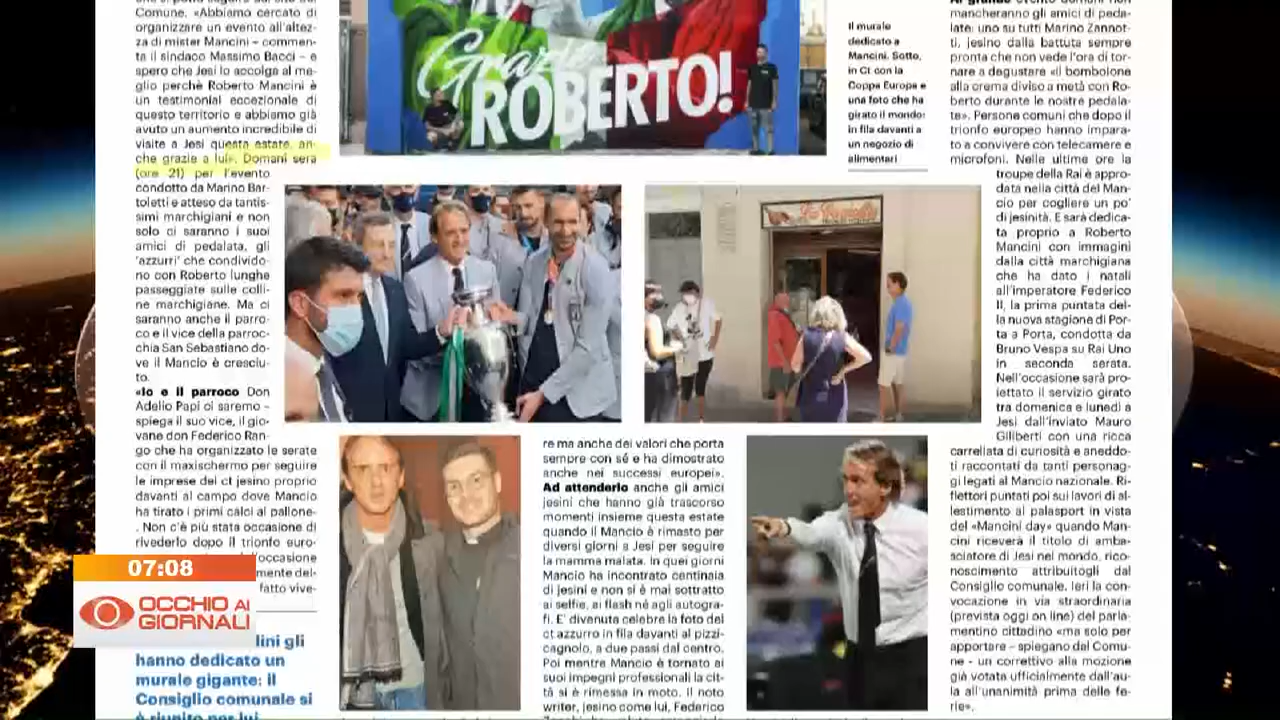 Comune. «Abbiamo cercato di
organizzare un evento all'altez-
za di mister Mancini – commen-
ta il sindaco Massimo Bacci – e
spero che Jesi lo accolga al me-
glio perchè Roberto Mancini è
un testimonial eccezionale di
questo territorio e abbiamo già
avuto un aumento incredibile di
visite a Jesi questa estate, an-
che grazie a lui». Domani sera
(ore 21) per l'evento
condotto da Marino Bar-
toletti e atteso da tantis-
simi marchigiani e non
solo ci saranno i suoi
amici di pedalata, gli
'azzurri' che condivido-
no con Roberto lunghe
passeggiate sulle colli-
ne marchigiane. Ma ci
saranno anche il parro-
co e il vice della parroc-
chia San Sebastiano do-
ve il Mancio è cresciu-
to.
«Io e il parroco Don
Adelio Papi ci saremo –
spiega il suo vice, il gio-
vane don Federico Ran-
go che ha organizzato le serate
con il maxischermo per seguire
le imprese del ct jesino proprio
davanti al campo dove Mancio
ha tirato i primi calci al pallone-
. Non c'è più stata occasione di
rivederlo dopo il trionfo euro-
l'occasione
mente del-
fatto vive-
lini gli
hanno dedicato un
murale gigante: il
Consiglio comunale si
è riunito per lui
Grazie
ROBERTO!
Il murale
dedicato a
Mancini. Sotto,
in CT con la
Coppa Europa e
una foto che ha
girato il mondo:
in fila davanti a
un negozio di
alimentari
re ma anche dei valori che porta
sempre con sé e ha dimostrato
anche nei successi europei».
Ad attenderlo anche gli amici
jesini che hanno già trascorso
momenti insieme questa estate
quando il Mancio è rimasto per
diversi giorni a Jesi per seguire
la mamma malata. In quei giorni
Mancio ha incontrato centinaia
di jesini e non si è mai sottratto
ai selfie, ai flash né agli autogra-
fi. E' divenuta celebre la foto del
ct azzurro in fila davanti al pizzi-
cagnolo, a due passi dal centro.
Poi mentre Mancio è tornato ai
suoi impegni professionali la cit-
tà si è rimessa in moto. Il noto
writer, jesino come lui, Federico
mancheranno gli amici di peda-
late: uno su tutti Marino Zannot-
ti, jesino dalla battuta sempre
pronta che non vede l'ora di tor-
nare a degustare «il bombolone
alla crema diviso a metà con Ro-
berto durante le nostre pedala-
te». Persone comuni che dopo il
trionfo europeo hanno impara-
to a convivere con telecamere e
microfoni. Nelle ultime ore la
troupe della Rai è appro-
data nella città del Man-
cio per cogliere un po'
di jesinità. E sarà dedica-
ta proprio a Roberto
Mancini con immagini
dalla città marchigiana
che ha dato i natali
all'imperatore Federico
II, la prima puntata del-
la nuova stagione di Por-
ta a Porta, condotta da
Bruno Vespa su Rai Uno
in seconda serata.
Nell'occasione sarà pro-
iettato il servizio girato
tra domenica e lunedì a
Jesi dall'inviato Mauro
Giliberti con una ricca
carrellata di curiosità e aneddo-
ti raccontati da tanti personag-
gi legati al Mancio nazionale. Ri-
flettori puntati poi sui lavori di al-
lestimento al palasport in vista
del «Mancini day» quando Man-
cini riceverà il titolo di amba-
sciatore di Jesi nel mondo, rico-
noscimento attribuitogli dal
Consiglio comunale. Ieri la con-
vocazione in via straordinaria
(prevista oggi on line) del parla-
mentino cittadino «ma solo per
apportare – spiegano dal Comu-
ne - un correttivo alla mozione
già votata ufficialmente dall'au-
la all'unanimità prima delle fe-
rie».
07:08
OCCHIO AI
GIORNALI